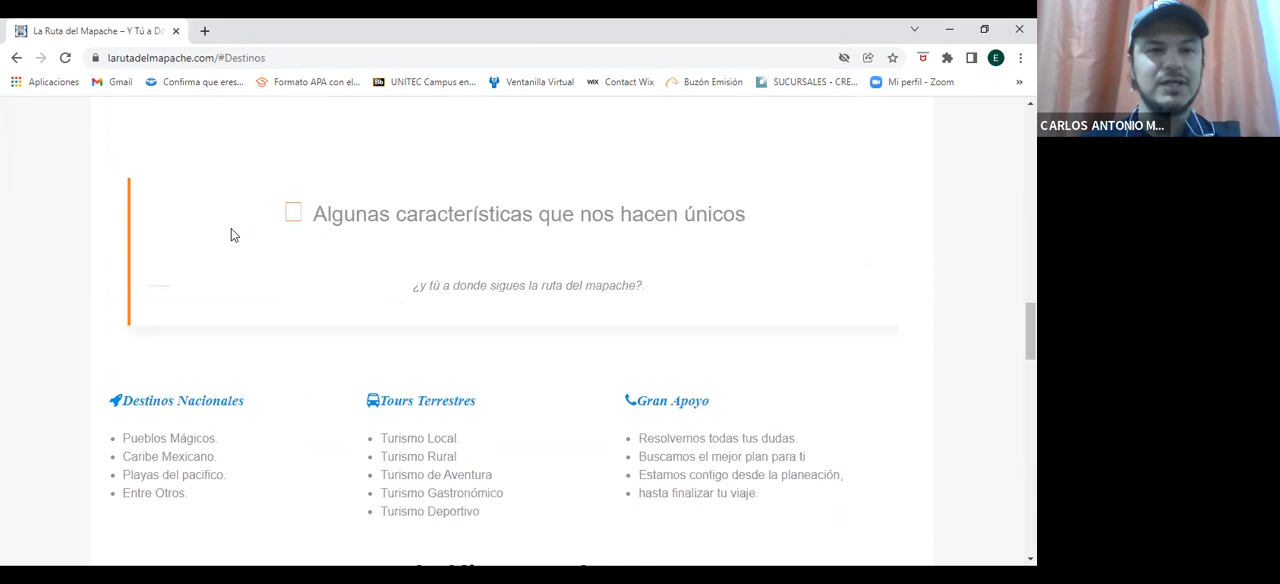 La Ruta del Mapache – Y Tú a Dó
larutadelmapache.com/#Destinos
E
Aplicaciones
Gmail
Confirma que eres...
Formato APA con el...
UNITEC Campus en...
Ventanilla Virtual
WIX Contact Wix
Buzón Emisión
SUCURSALES - CRE...
Mi perfil - Zoom
»
CARLOS ANTONIO M...
Algunas características que nos hacen únicos
¿y tú a donde sigues la ruta del mapache?.
Destinos Nacionales
Pueblos Mágicos.
Caribe Mexicano.
Playas del pacifico.
Entre Otros.
Tours Terrestres
Turismo Local.
Turismo Rural
Turismo de Aventura
Turismo Gastronómico
Turismo Deportivo
Gran Apoyo
Resolvemos todas tus dudas.
Buscamos el mejor plan para ti
Estamos contigo desde la planeación,
hasta finalizar tu viaje.